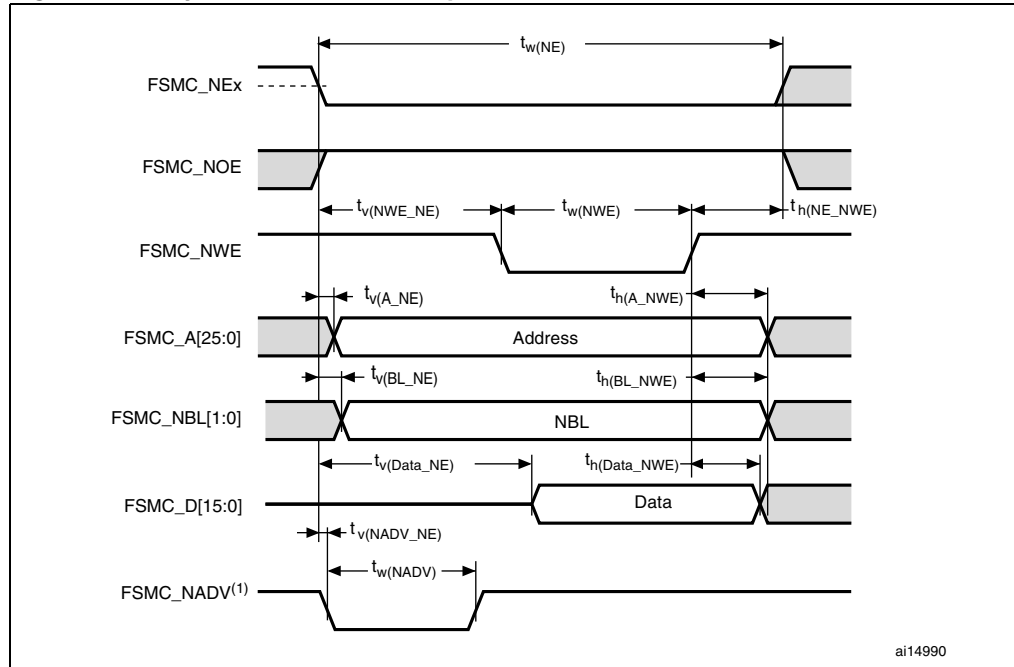 tw(NE)
FSMC_NEx
FSMC_NOE
tv(NWE_NE) tw(NWE) t h(NE_NWE)
FSMC_NWE
tv(A_NE) th(A_NWE)
FSMC_A[25:0] Address
tv(BL_NE) th(BL_NWE)
FSMC_NBL[1:0] NBL
tv(Data_NE) th(Data_NWE)
FSMC_D[15:0] Data
t v(NADV_NE)
tw(NADV)
FSMC_NADV(1)
ai14990